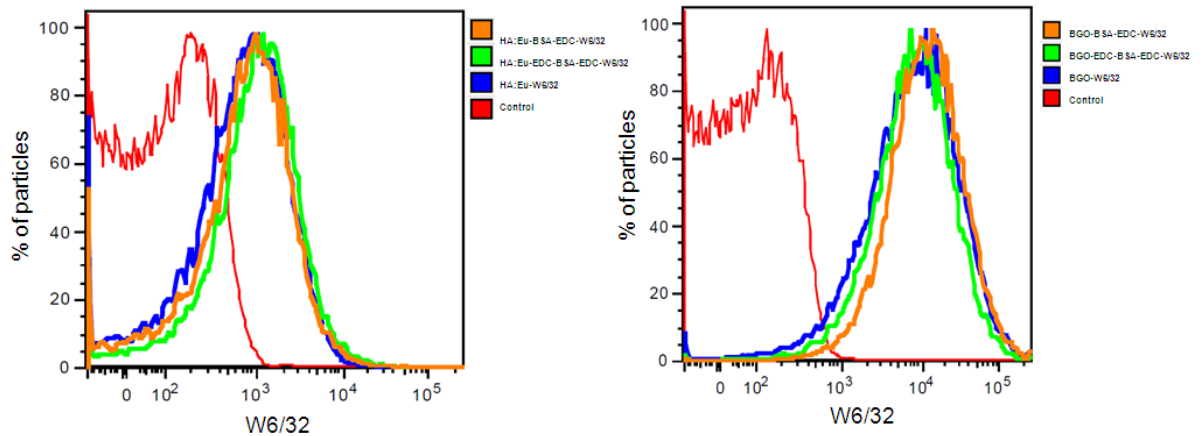 100
80
60
40
20
0
% of particles
0 10² 10³ 10⁴ 10⁵
W6/32
HA:Eu-BSA-EDC-W6/32
HA:Eu-EDC-BSA-EDC-W6/32
HA:Eu-W6/32
Control
100
80
60
40
20
0
% of particles
0 10² 10³ 10⁴ 10⁵
W6/32
BGO-BSA-EDC-W6/32
BGO-EDC-BSA-EDC-W6/32
BGO-W6/32
Control